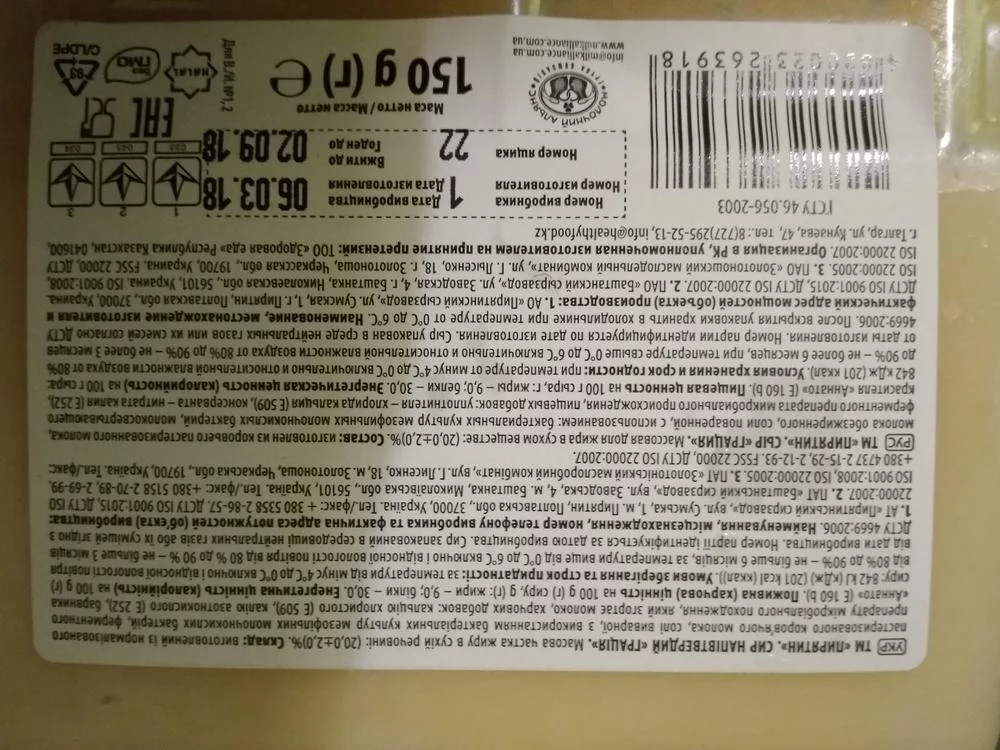 УКР ТМ «ПИРЯТИН». СИР НАПІВТВЕРДИЙ «ГРАЦІЯ». Масова частка жиру в сухій речовині: (20,0±2,0)%. Склад: виготовлений із нормалізованого
пастеризованого коров'ячого молока, солі вивареної, з використанням бактеріальних культур мезофильних молочнокислих бактерій, ферментного
препарату мікробіального походження, який згортає молоко, харчових добавок: кальцію хлористого (Е 509), калію азотнокислого (Е 252), барвника
«Аннато» (Е 160 b). Поживна (харчова) цінність на 100 g (г) сиру, g (г): жири – 9,0; білки – 30,0. Енергетична цінність (калорійність) на 100 g (г)
сиру: 842 kJ (кДж) (201 kcal (ккал)). Умови зберігання та строк придатності: за температури від мінус 4°С до 0°С включно і відносної вологості повітря
від 80% до 90% – не більше 6 місяців, за температури вище від 0°С до 6°С включно і відносної вологості повітря від 80 % до 90 % – не більше 3 місяців
від дати виробництва. Номер партії ідентифікується за датою виробництва. Сир запакований в середовищі нейтральних газів або їх сумішей згідно з
ДСТУ 4669:2006. Найменування, місцезнаходження, номер телефону виробника та фактична адреса потужностей (об'єкта) виробництва:
1. АТ «Пирятинський сирзавод», вул. Сумська, 1, м. Пирятин, Полтавська обл., 37000, Україна. Тел./факс: + 380 5358 2-86-57. ДСТУ ISO 9001:2015, ДСТУ ISO
22000:2007. 2. ПАТ «Баштанський сирзавод», вул. Заводська, 4, м. Баштанка, Миколаївська обл., 56101, Україна. Тел./факс: +380 5158 2-70-89, 2-69-99.
ISO 9001:2008, ISO 22000:2005. 3. ПАТ «Золотоніський маслоробний комбінат», вул. Г. Лисенко, 18, м. Золотоноша, Черкаська обл., 19700, Україна. Тел./факс:
+380 4737 2-15-29, 2-12-93. FSSC 22000, ДСТУ ISO 22000:2007.
РУС ТМ «ПИРЯТИН». СЫР «ГРАЦИЯ». Массовая доля жира в сухом веществе: (20,0±2,0)%. Состав: изготовлен из коровьего пастеризованного молока,
молока обезжиренного, соли поваренной, с использованием: бактериальных культур мезофильных молочнокислых бактерий, молокосвертывающего
ферментного препарата микробиального происхождения, пищевых добавок: уплотнителя – хлорида кальция (Е 509), консерванта – нитрата калия (Е 252),
красителя «Аннато» (Е 160 b). Пищевая ценность на 100 г сыра, г: жиры – 9,0; белки – 30,0. Энергетическая ценность (калорийность) на 100 г сыра:
842 кДж (201 ккал). Условия хранения и срок годности: при температуре от минус 4°С до 0°С включительно и относительной влажности воздуха от 80%
до 90% – не более 6 месяцев, при температуре свыше 0°С до 6°С включительно и относительной влажности воздуха от 80% до 90% – не более 3 месяцев
от даты изготовления. Номер партии идентифицируется по дате изготовления. Сыр упакован в среде нейтральных газов или их смесей согласно ДСТУ
4669:2006. После вскрытия упаковки хранить в холодильнике при температуре от 0°С до 6°С. Наименование, местонахождение изготовителя и
фактический адрес мощностей (объекта) производства: 1. АО «Пирятинский сырзавод», ул. Сумская, 1, г. Пирятин, Полтавская обл., 37000, Украина.
ДСТУ ISO 9001:2015, ДСТУ ISO 22000:2007. 2. ПАО «Баштанский сырзавод», ул. Заводская, 4, г. Баштанка, Николаевская обл., 56101, Украина. ISO 9001:2008,
ISO 22000:2005. 3. ПАО «Золотоношский маслодельный комбинат», ул. Г. Лысенко, 18, г. Золотоноша, Черкасская обл., 19700, Украина. FSSC 22000, ДСТУ
ISO 22000:2007. Организация в РК, уполномоченная изготовителем на принятие претензий: ТОО «Здоровая еда» Республика Казахстан, 041600,
г. Талгар, ул. Кунаева, 47, тел.: 8(727)295-52-13, info@healthyfood.kz
ГСТУ 46.056-2003
263918
Номер виробника
Номер изготовителя
1
Дата виробництва
Дата изготовления
06.03.18
Номер ящика
22
Вжити до
Годен до
02.09.18
1
2
3
035
045
034
МОЛОЧНИЙ АЛЬЯНС
info@milkalliance.com.ua
www.milkalliance.com.ua
Маса нетто / Масса нетто
150 g (г) e
Для В./М. №1, 2
EAC
HALAL
без ГМО
93
C/LDPE